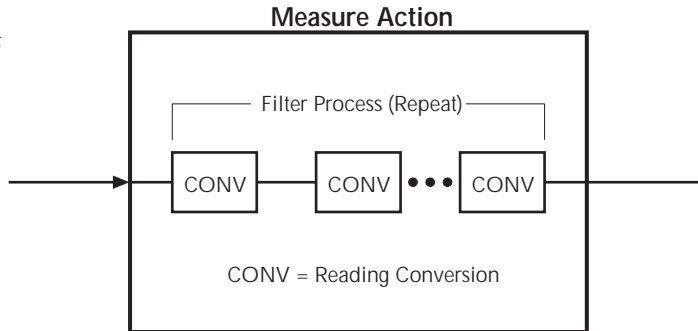 Measure Action
Filter Process (Repeat)
CONV CONV CONV
CONV = Reading Conversion